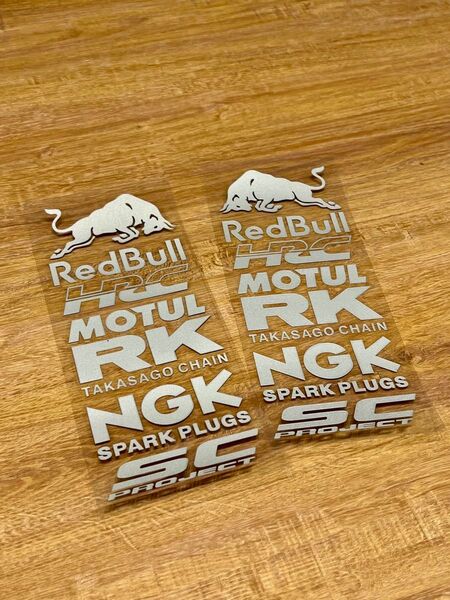 RedBull
HRC
MOTUL
RK
TAKASAGO CHAIN
NGK
SPARK PLUGS
SC
PROJECT
RedBull
HRC
MOTUL
RK
TAKASAGO CHAIN
NGK
SPARK PLUGS
SC
PROJECT